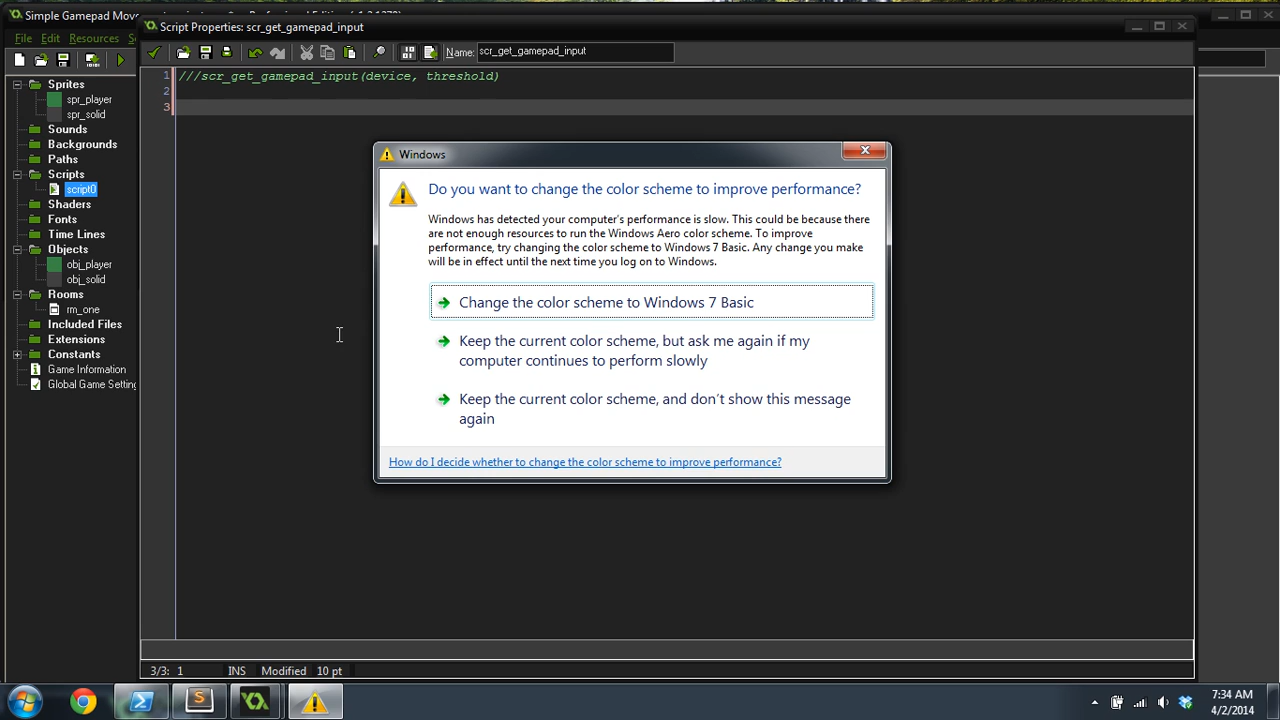 Simple Gamepad Mov
Script Properties: scr_get_gamepad_input
File Edit Resources
Name: scr_get_gamepad_input
Sprites
spr_player
spr_solid
Sounds
Backgrounds
Paths
Scripts
script0
Shaders
Fonts
Time Lines
Objects
obj_player
obj_solid
Rooms
rm_one
Included Files
Extensions
Constants
Game Information
Global Game Setting
1 ///scr_get_gamepad_input(device, threshold)
2
3
Windows
Do you want to change the color scheme to improve performance?
Windows has detected your computer's performance is slow. This could be because there
are not enough resources to run the Windows Aero color scheme. To improve
performance, try changing the color scheme to Windows 7 Basic. Any change you make
will be in effect until the next time you log on to Windows.
Change the color scheme to Windows 7 Basic
Keep the current color scheme, but ask me again if my
computer continues to perform slowly
Keep the current color scheme, and don't show this message
again
How do I decide whether to change the color scheme to improve performance?
3/3: 1 INS Modified 10 pt
7:34 AM
4/2/2014